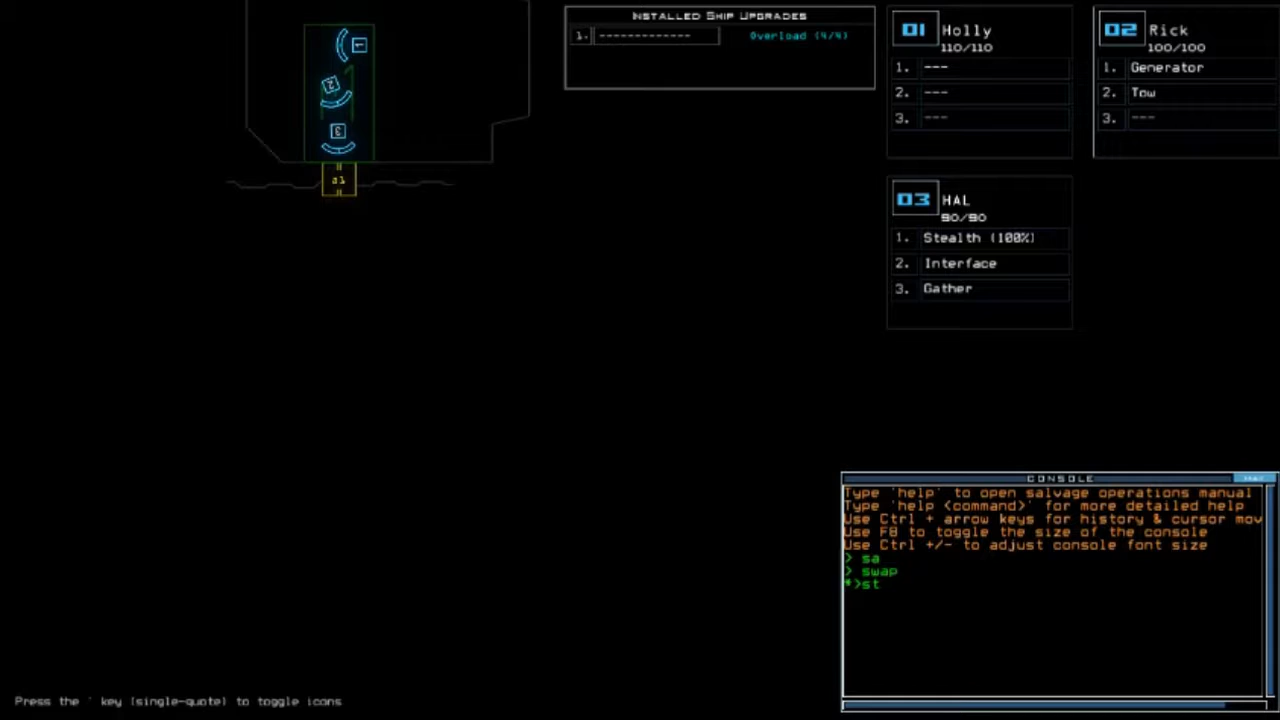 Installed Ship Upgrades
1. ------------- Overload (4/4)
01 Holly
110/110
1. ---
2. ---
3. ---
02 Rick
100/100
1. Generator
2. Tow
3. ---
03 HAL
90/90
1. Stealth (100%)
2. Interface
3. Gather
1
2
3
a1
CONSOLE
Type 'help' to open salvage operations manual
Type 'help <command>' for more detailed help
Use Ctrl + arrow keys for history & cursor mov
Use F8 to toggle the size of the console
Use Ctrl +/- to adjust console font size
> sa
> swap
*>st
Press the ` key (single-quote) to toggle icons